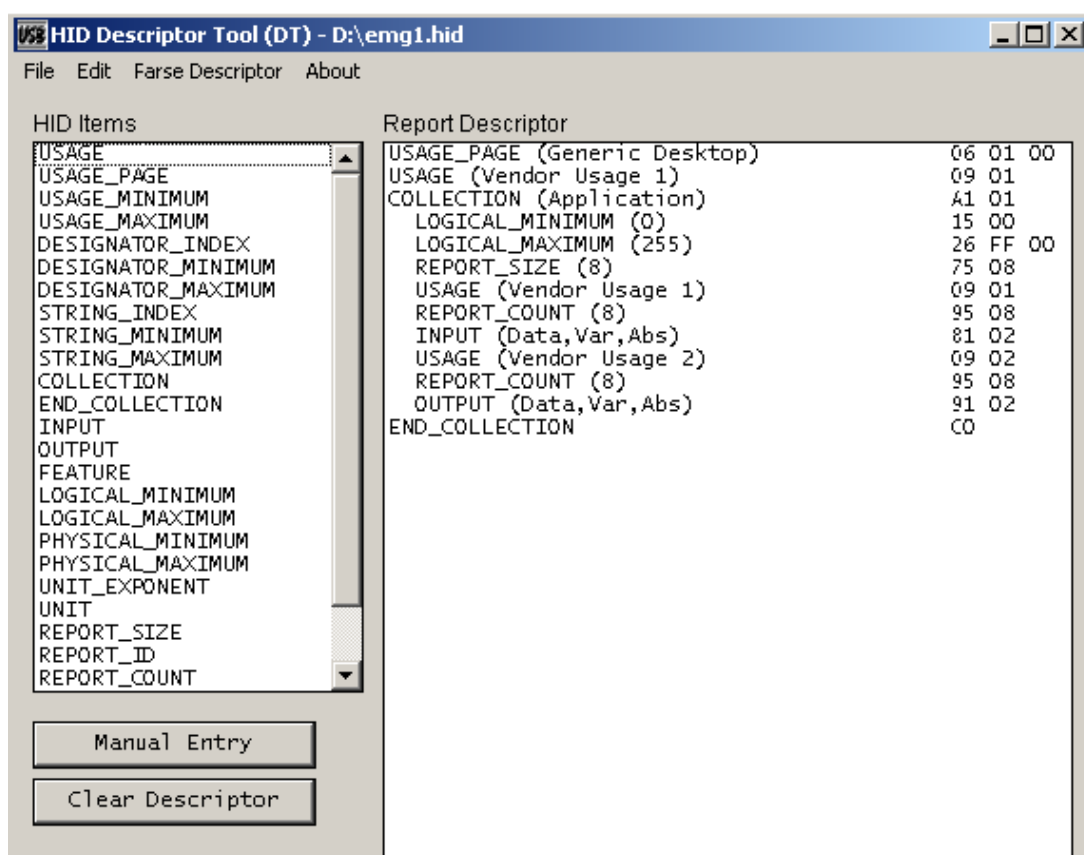 USB HID Descriptor Tool (DT) - D:\emg1.hid
File Edit Farse Descriptor About
HID Items
USAGE
USAGE_PAGE
USAGE_MINIMUM
USAGE_MAXIMUM
DESIGNATOR_INDEX
DESIGNATOR_MINIMUM
DESIGNATOR_MAXIMUM
STRING_INDEX
STRING_MINIMUM
STRING_MAXIMUM
COLLECTION
END_COLLECTION
INPUT
OUTPUT
FEATURE
LOGICAL_MINIMUM
LOGICAL_MAXIMUM
PHYSICAL_MINIMUM
PHYSICAL_MAXIMUM
UNIT_EXPONENT
UNIT
REPORT_SIZE
REPORT_ID
REPORT_COUNT
Manual Entry
Clear Descriptor
Report Descriptor
USAGE_PAGE (Generic Desktop) 06 01 00
USAGE (Vendor Usage 1) 09 01
COLLECTION (Application) A1 01
LOGICAL_MINIMUM (0) 15 00
LOGICAL_MAXIMUM (255) 26 FF 00
REPORT_SIZE (8) 75 08
USAGE (Vendor Usage 1) 09 01
REPORT_COUNT (8) 95 08
INPUT (Data,Var,Abs) 81 02
USAGE (Vendor Usage 2) 09 02
REPORT_COUNT (8) 95 08
OUTPUT (Data,Var,Abs) 91 02
END_COLLECTION C0